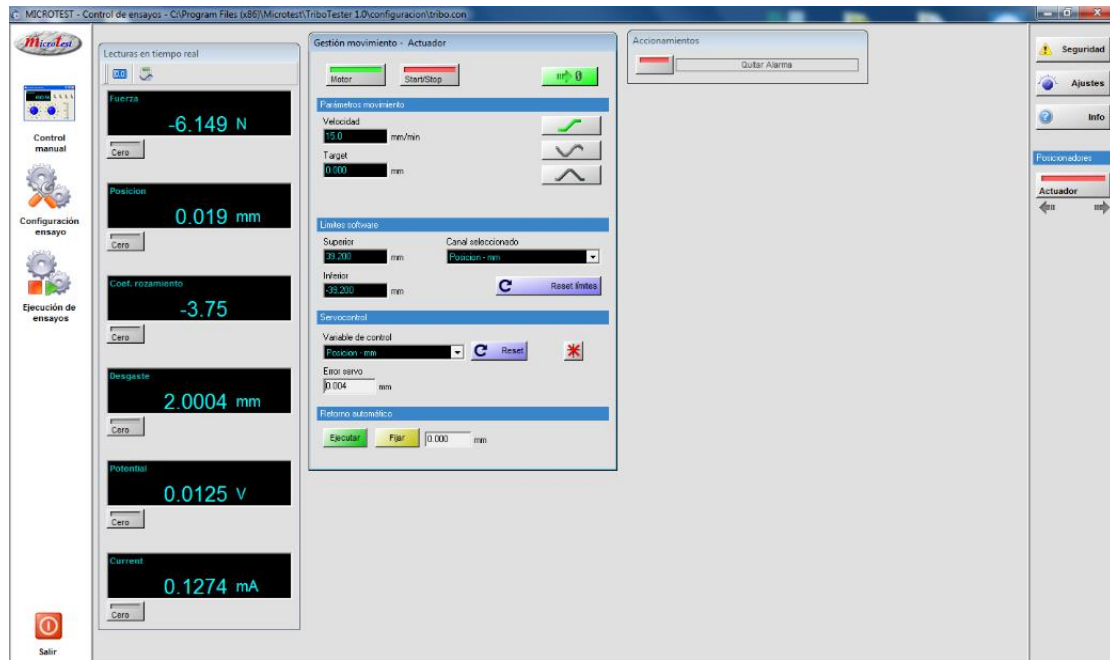 MICROTEST - Control de ensayos - C:\Program Files (x86)\Microtest\TriboTester 1.0\configuracion\tribo.con
Microtest
Control
manual
Configuración
ensayo
Ejecución de
ensayos
Salir
Lecturas en tiempo real
0.0
Fuerza
-6.149 N
Cero
Posicion
0.019 mm
Cero
Coef. rozamiento
-3.75
Cero
Desgaste
2.0004 mm
Cero
Potential
0.0125 V
Cero
Current
0.1274 mA
Cero
Gestión movimiento - Actuador
Motor
Start/Stop
0
Parámetros movimiento
Velocidad
15.0 mm/min
Target
0.000 mm
Límites software
Superior
Canal seleccionado
39.200 mm
Posicion - mm
Inferior
-39.200 mm
Reset límites
Servocontrol
Variable de control
Posicion - mm
Reset
Error servo
0.004 mm
Retorno automático
Ejecutar
Fijar
0.000 mm
Accionamientos
Quitar Alarma
Seguridad
Ajustes
Info
Posicionadores
Actuador